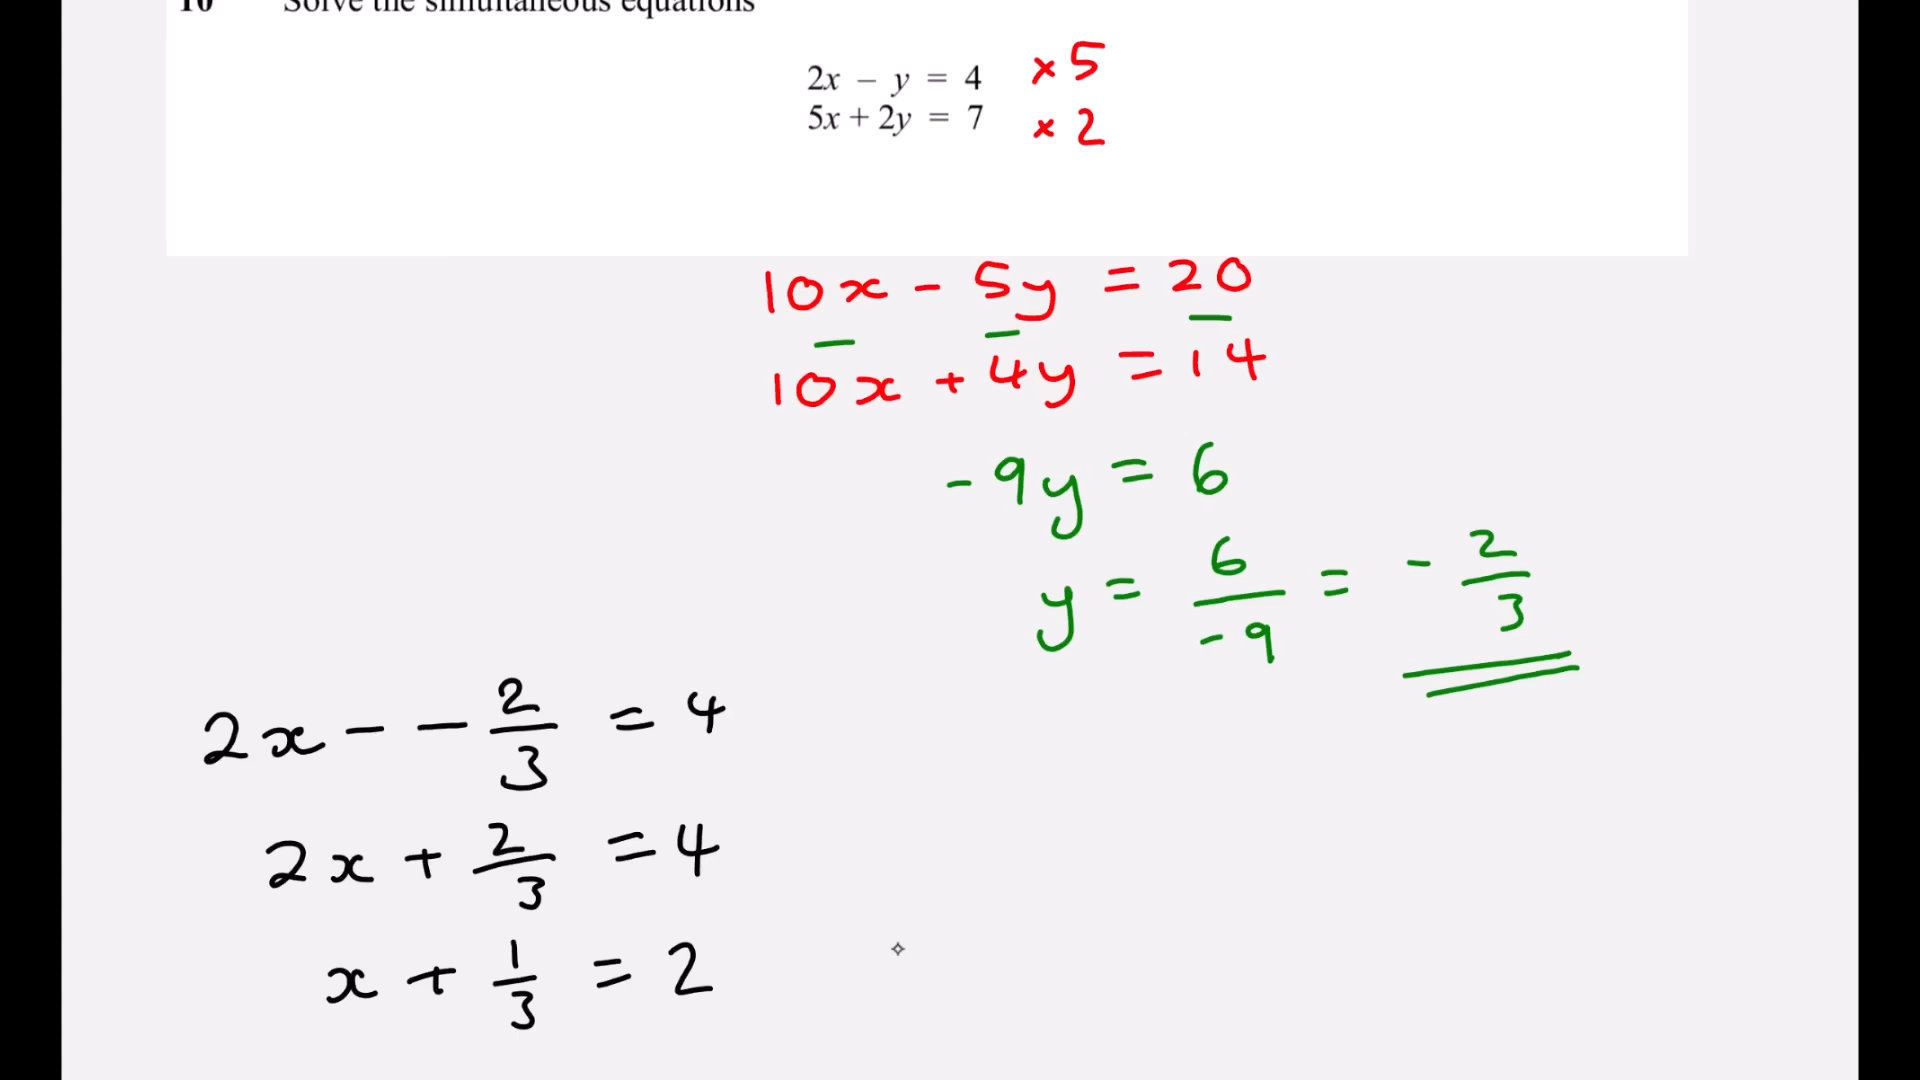 10 Solve the simultaneous equations
2x − y = 4 × 5
5x + 2y = 7 × 2
10x - 5y = 20
10x + 4y = 14
-9y = 6
y = 6/-9 = -2/3
2x - - 2/3 = 4
2x + 2/3 = 4
x + 1/3 = 2